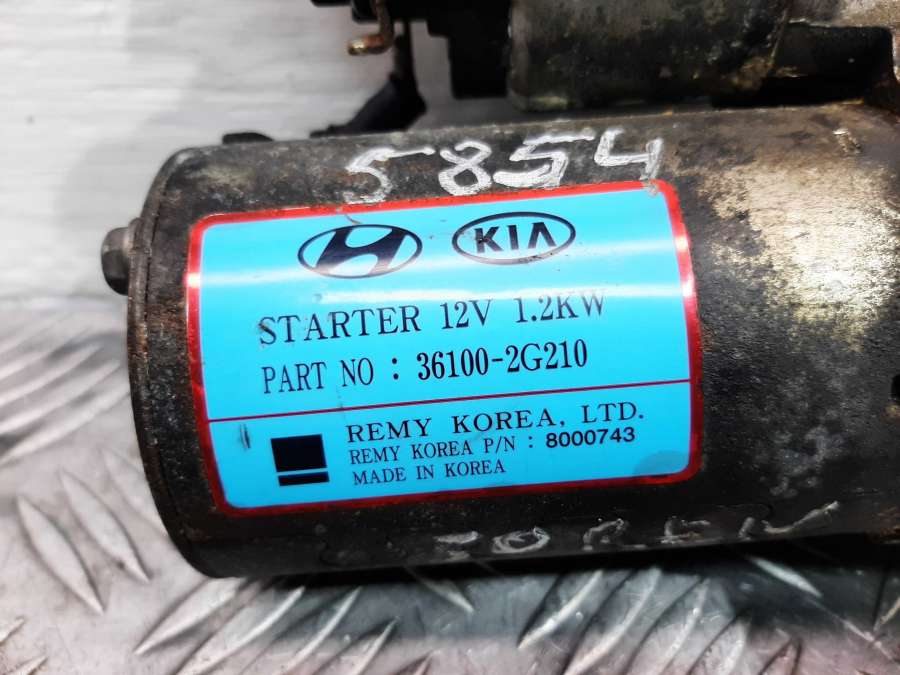 5854
KIA
STARTER 12V 1.2KW
PART NO : 36100-2G210
REMY KOREA, LTD.
REMY KOREA P/N : 8000743
MADE IN KOREA